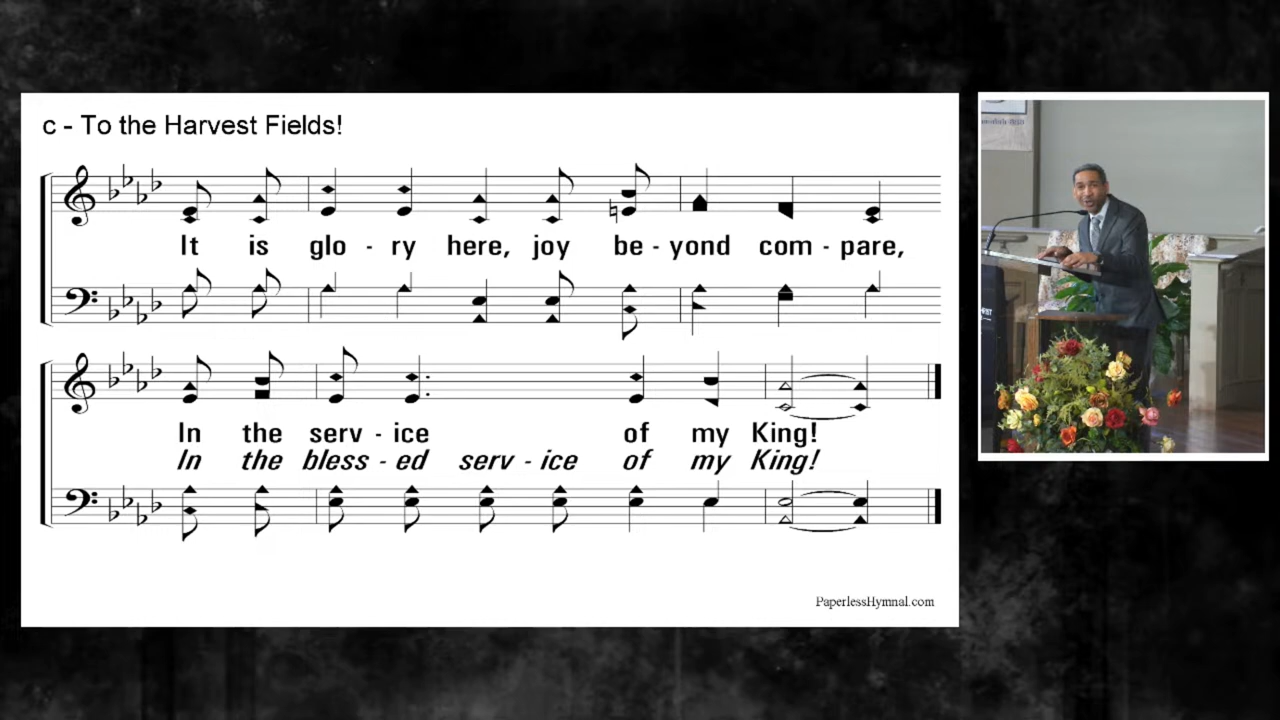 c - To the Harvest Fields!
It is glo - ry here, joy be - yond com - pare,
In the serv - ice of my King!
In the bless - ed serv - ice of my King!
PaperlessHymnal.com